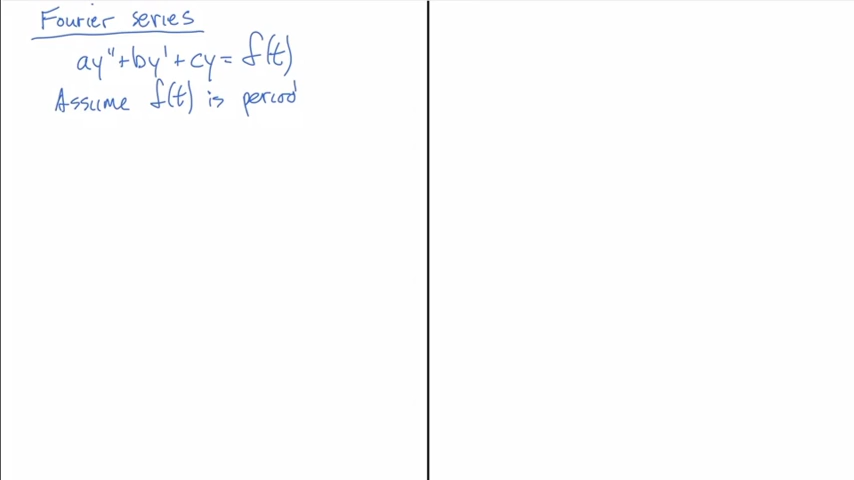 Fourier series
ay'' + by' + cy = f(t)
Assume f(t) is period